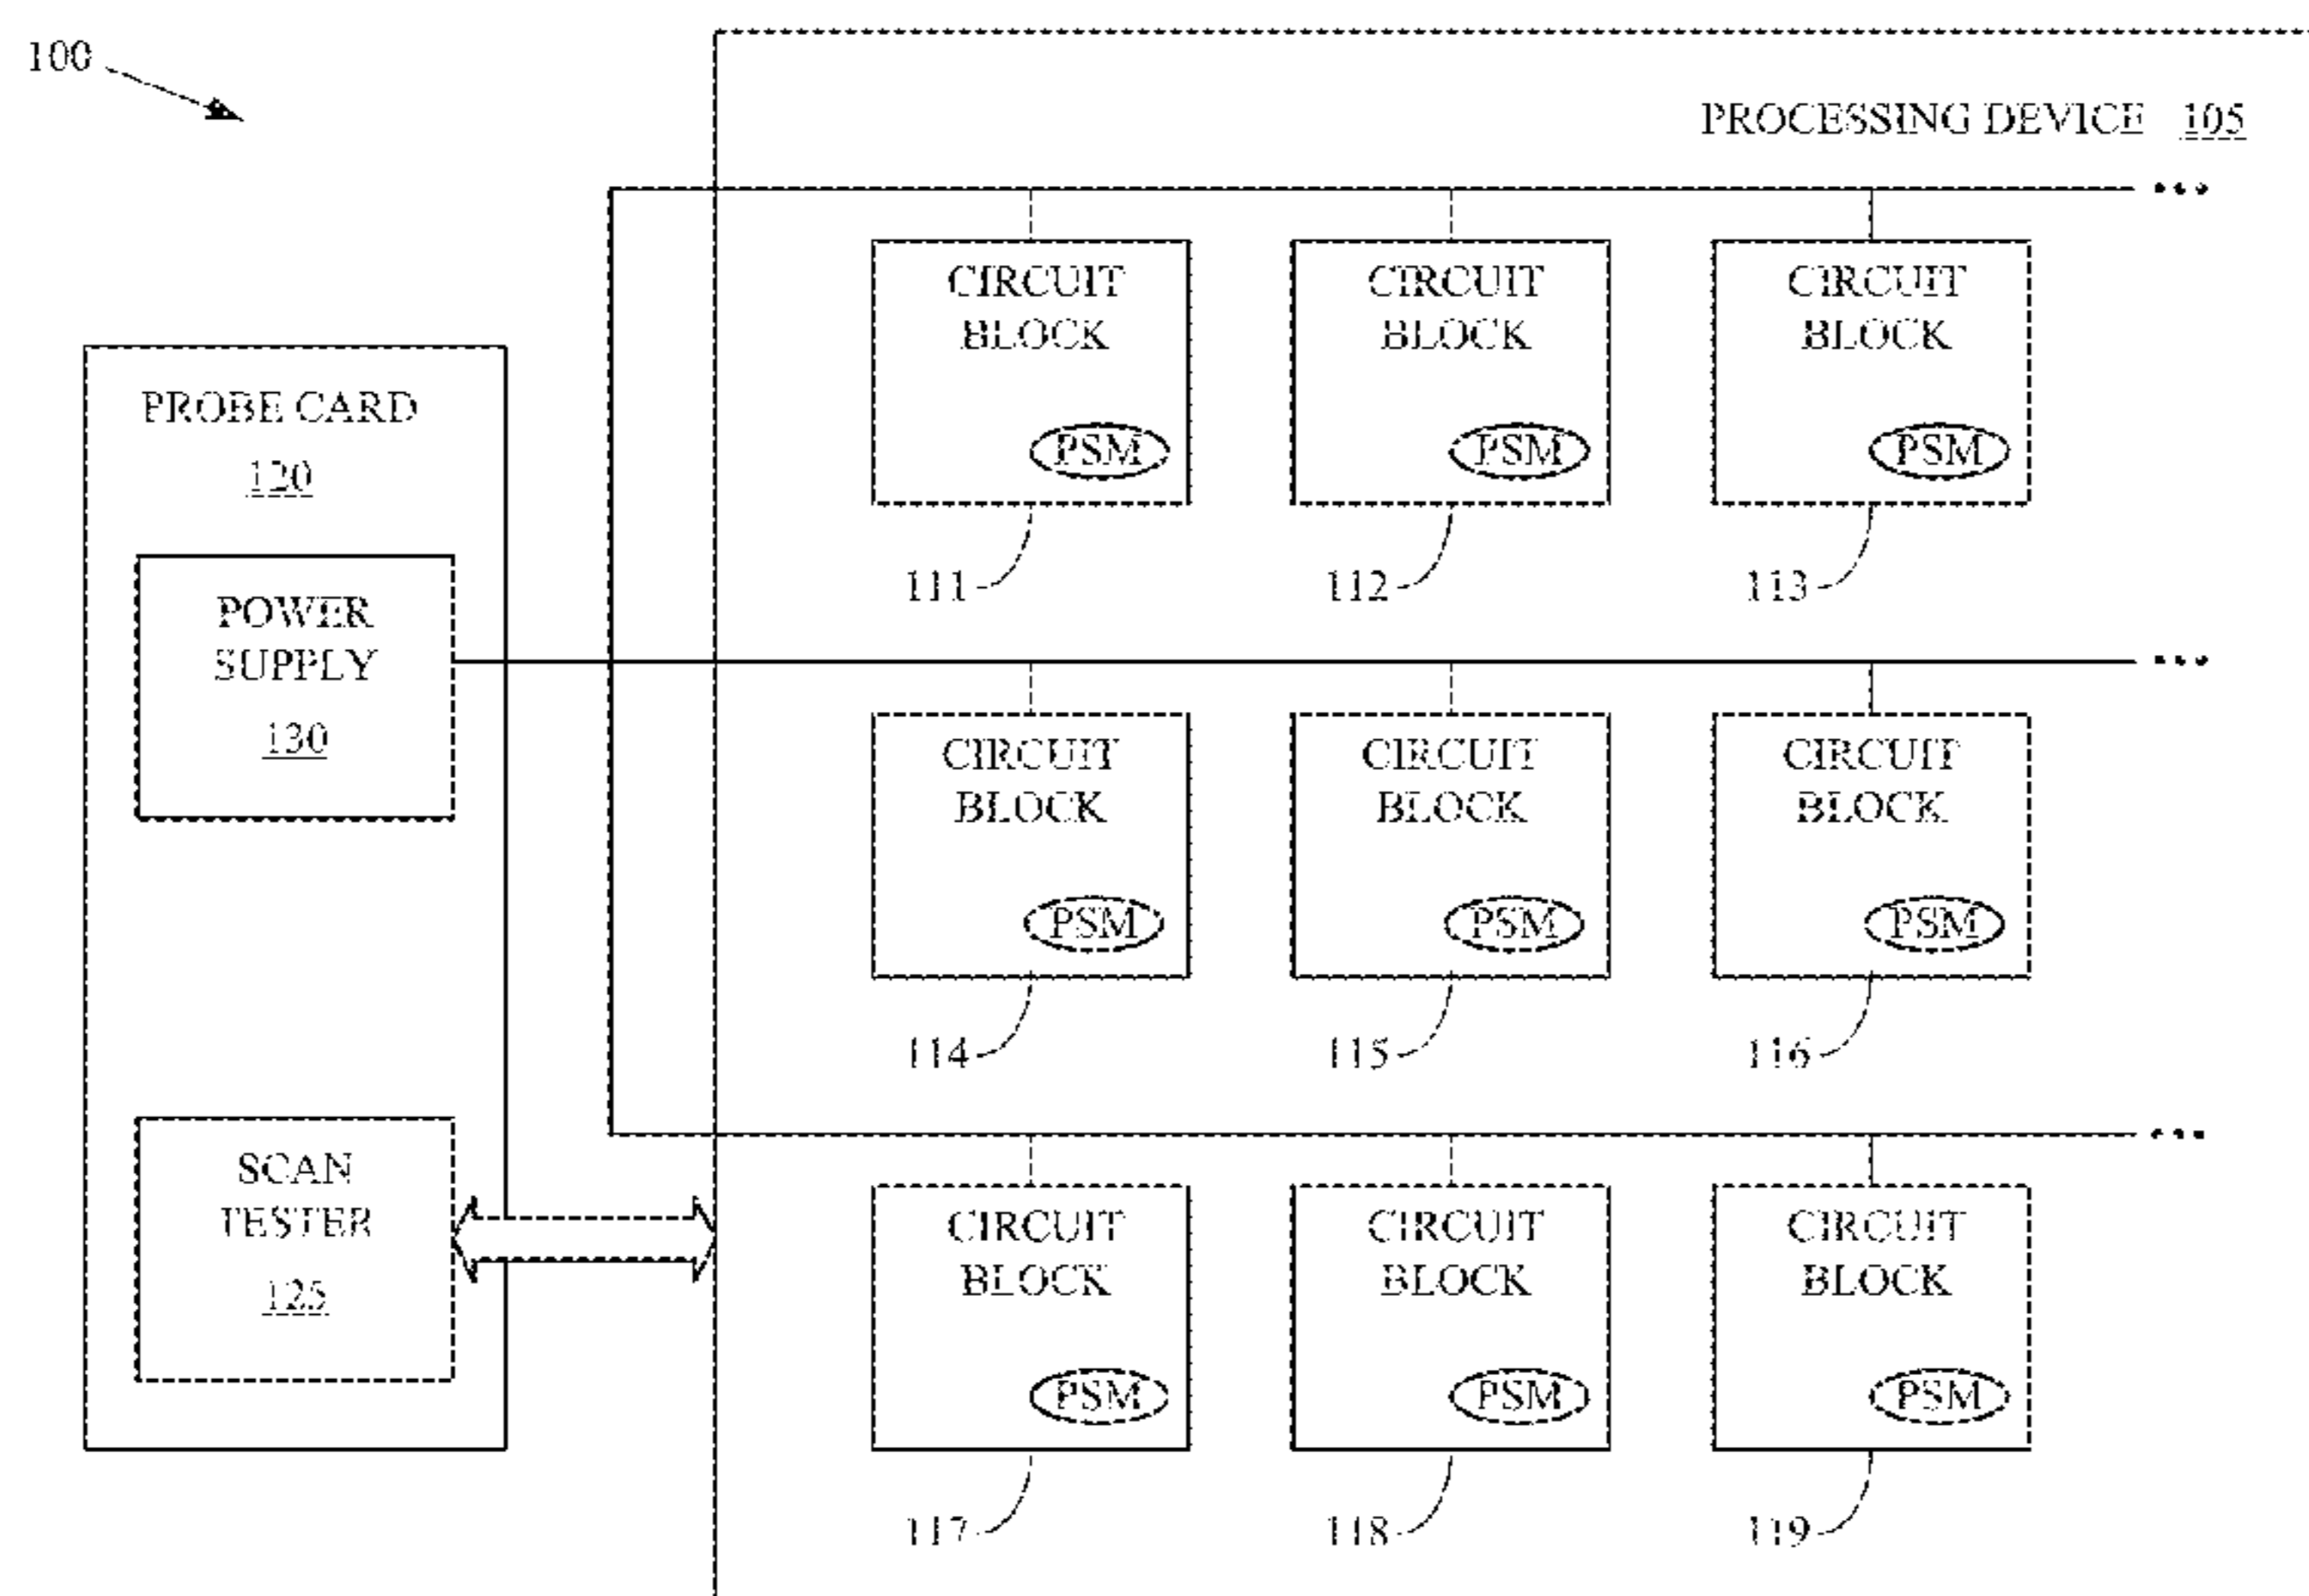 100
PROCESSING DEVICE 105
•••
CIRCUIT
BLOCK
PSM
111
CIRCUIT
BLOCK
PSM
112
CIRCUIT
BLOCK
PSM
113
PROBE CARD
120
POWER
SUPPLY
130
•••
CIRCUIT
BLOCK
PSM
114
CIRCUIT
BLOCK
PSM
115
CIRCUIT
BLOCK
PSM
116
SCAN
TESTER
125
•••
CIRCUIT
BLOCK
PSM
117
CIRCUIT
BLOCK
PSM
118
CIRCUIT
BLOCK
PSM
119